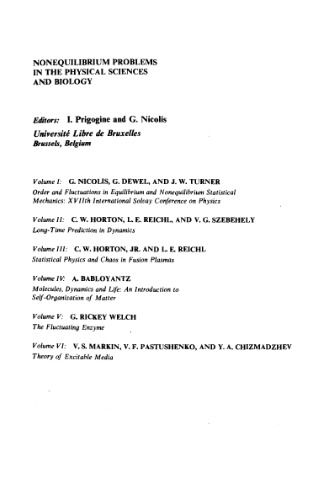 NONEQUILIBRIUM PROBLEMS
IN THE PHYSICAL SCIENCES
AND BIOLOGY
Editors: I. Prigogine and G. Nicolis
Université Libre de Bruxelles
Brussels, Belgium
Volume I: G. NICOLIS, G. DEWEL, AND J. W. TURNER
Order and Fluctuations in Equilibrium and Nonequilibrium Statistical
Mechanics: XVIIth International Solvay Conference on Physics
Volume II: C. W. HORTON, L. E. REICHL, AND V. G. SZEBEHELY
Long-Time Prediction in Dynamics
Volume III: C. W. HORTON, JR. AND L. E. REICHL
Statistical Physics and Chaos in Fusion Plasmas
Volume IV: A. BABLOYANTZ
Molecules, Dynamics and Life: An Introduction to
Self-Organization of Matter
Volume V: G. RICKEY WELCH
The Fluctuating Enzyme
Volume VI: V. S. MARKIN, V. F. PASTUSHENKO, AND Y. A. CHIZMADZHEV
Theory of Excitable Media